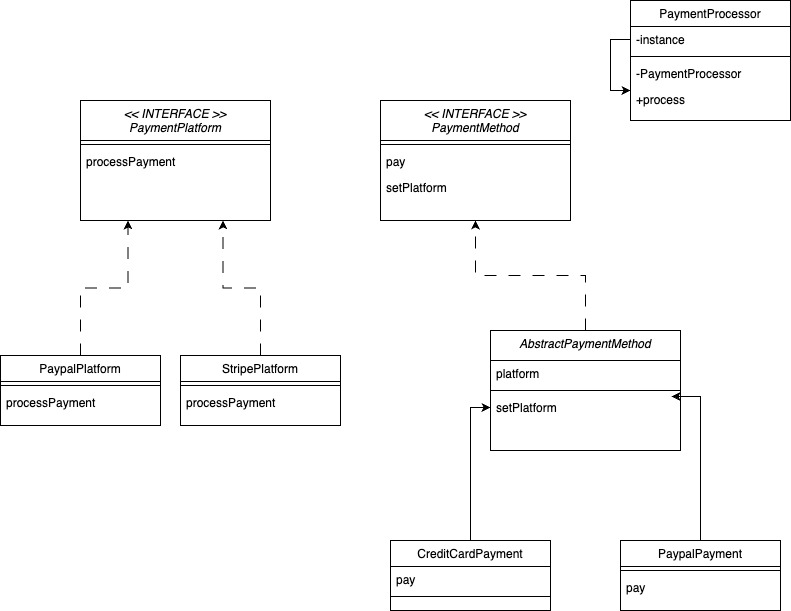 PaymentProcessor
-instance
-PaymentProcessor
+process
<< INTERFACE >>
PaymentPlatform
processPayment
<< INTERFACE >>
PaymentMethod
pay
setPlatform
PaypalPlatform
processPayment
StripePlatform
processPayment
AbstractPaymentMethod
platform
setPlatform
CreditCardPayment
pay
PaypalPayment
pay